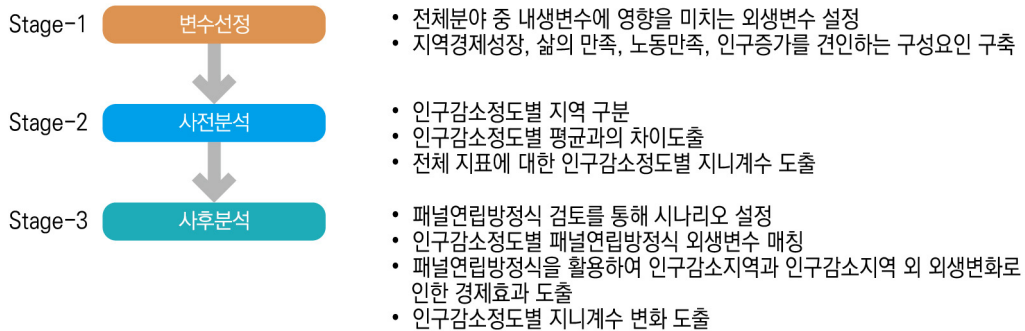 Stage-1
변수선정
• 전체분야 중 내생변수에 영향을 미치는 외생변수 설정
• 지역경제성장, 삶의 만족, 노동만족, 인구증가를 견인하는 구성요인 구축
Stage-2
사전분석
• 인구감소정도별 지역 구분
• 인구감소정도별 평균과의 차이도출
• 전체 지표에 대한 인구감소정도별 지니계수 도출
Stage-3
사후분석
• 패널연립방정식 검토를 통해 시나리오 설정
• 인구감소정도별 패널연립방정식 외생변수 매칭
• 패널연립방정식을 활용하여 인구감소지역과 인구감소지역 외 외생변화로
인한 경제효과 도출
• 인구감소정도별 지니계수 변화 도출